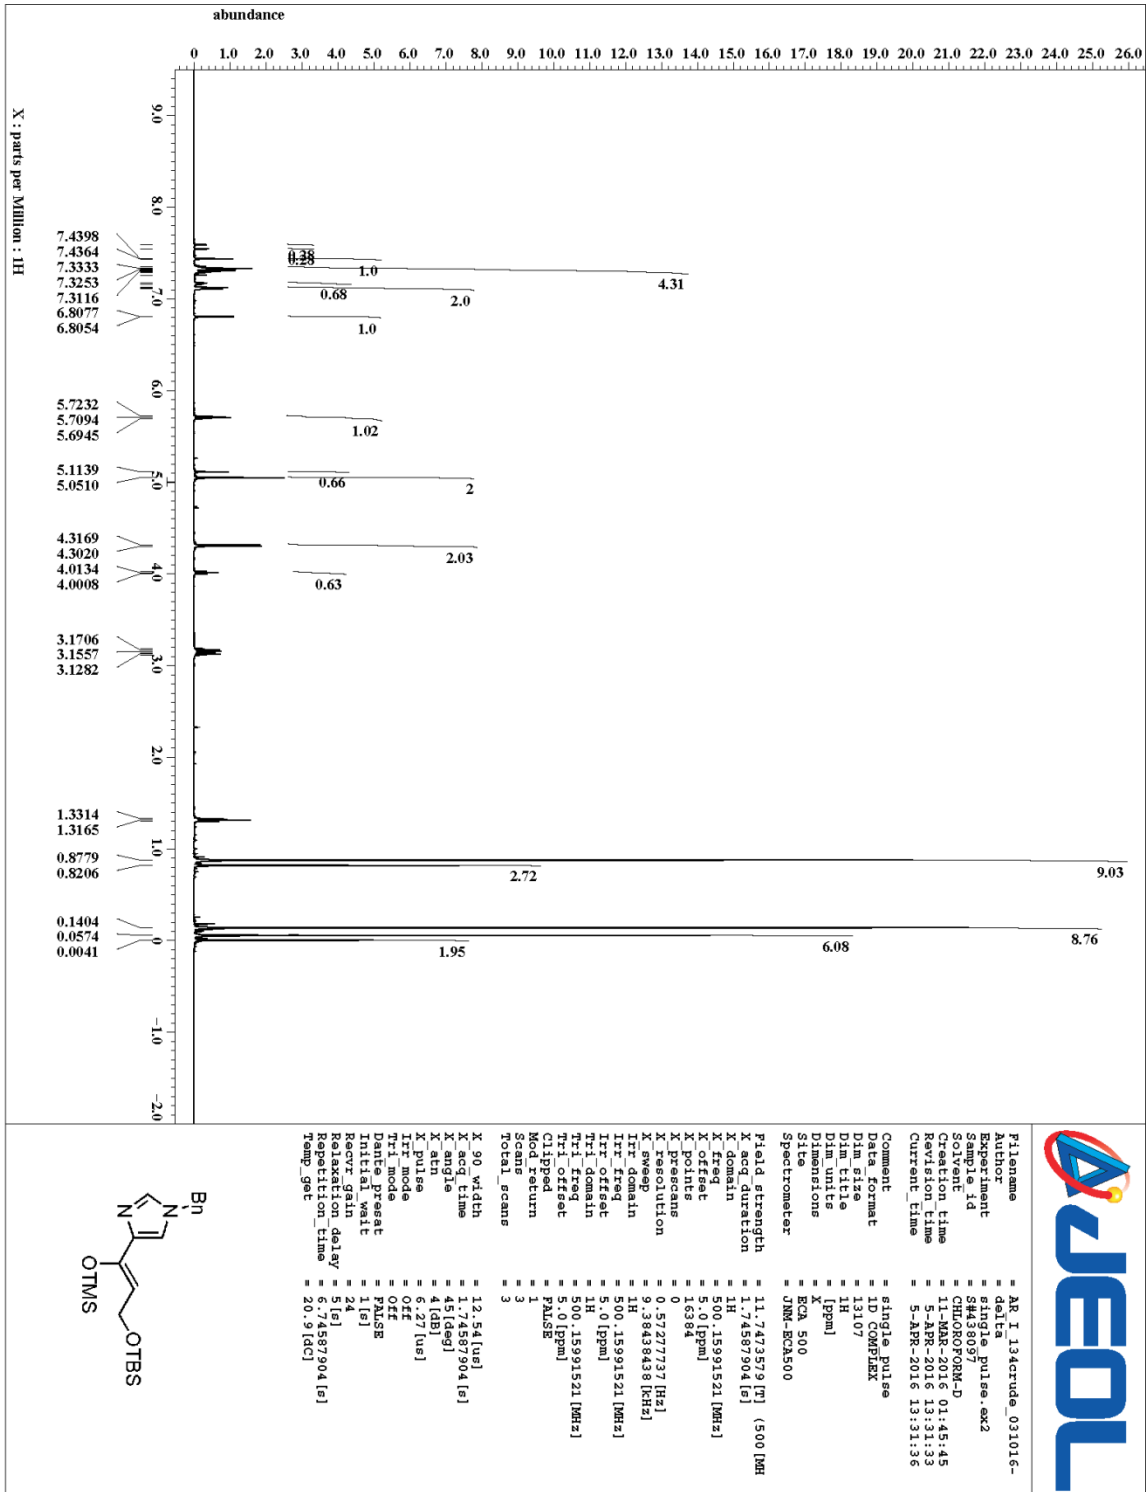 abundance
0 1.0 2.0 3.0 4.0 5.0 6.0 7.0 8.0 9.0 10.0 11.0 12.0 13.0 14.0 15.0 16.0 17.0 18.0 19.0 20.0 21.0 22.0 23.0 24.0 25.0 26.0
9.0
8.0
7.0
6.0
5.0
4.0
3.0
2.0
1.0
0
-1.0
-2.0
X : parts per Million : 1H
7.4398
7.4364
7.3333
7.3253
7.3116
6.8077
6.8054
5.7232
5.7094
5.6945
5.1139
5.0510
4.3169
4.3020
4.0134
4.0008
3.1706
3.1557
3.1282
1.3314
1.3165
0.8779
0.8206
0.1404
0.0574
0.0041
0.28
1.0
4.31
0.68
2.0
1.0
1.02
0.66
2
2.03
0.63
9.03
2.72
8.76
6.08
1.95
JEOL
Filename = AR_I_134crude_031016-
Author = delta
Experiment = single_pulse.ex2
Sample_id = S#438097
Solvent = CHLOROFORM-D
Creation_time = 11-MAR-2016 01:45:45
Revision_time = 5-APR-2016 13:31:33
Current_time = 5-APR-2016 13:31:36
Comment = single_pulse
Data_format = 1D COMPLEX
Dim_size = 13107
Dim_title = 1H
Dim_units = [ppm]
Dimensions = X
Site = ECA 500
Spectrometer = JNM-ECA500
Field_strength = 11.7473579[T] (500[MH
X_acq_duration = 1.74587904[s]
X_domain = 1H
X_freq = 500.15991521[MHz]
X_offset = 5.0[ppm]
X_points = 16384
X_prescans = 0
X_resolution = 0.57277737[Hz]
X_sweep = 9.38438438[kHz]
Irr_domain = 1H
Irr_freq = 500.15991521[MHz]
Irr_offset = 5.0[ppm]
Tri_domain = 1H
Tri_freq = 500.15991521[MHz]
Tri_offset = 5.0[ppm]
Clipped = FALSE
Mod_return = 1
Scans = 3
Total_scans = 3
X_90_width = 12.54[us]
X_acq_time = 1.74587904[s]
X_angle = 45[deg]
X_atn = 4[dB]
X_pulse = 6.27[us]
Irr_mode = Off
Tri_mode = Off
Dante_presat = FALSE
Initial_wait = 1[s]
Recvr_gain = 24
Relaxation_delay = 5[s]
Repetition_time = 6.74587904[s]
Temp_get = 20.9[dC]
Bn
N
N
OTMS
OTBS